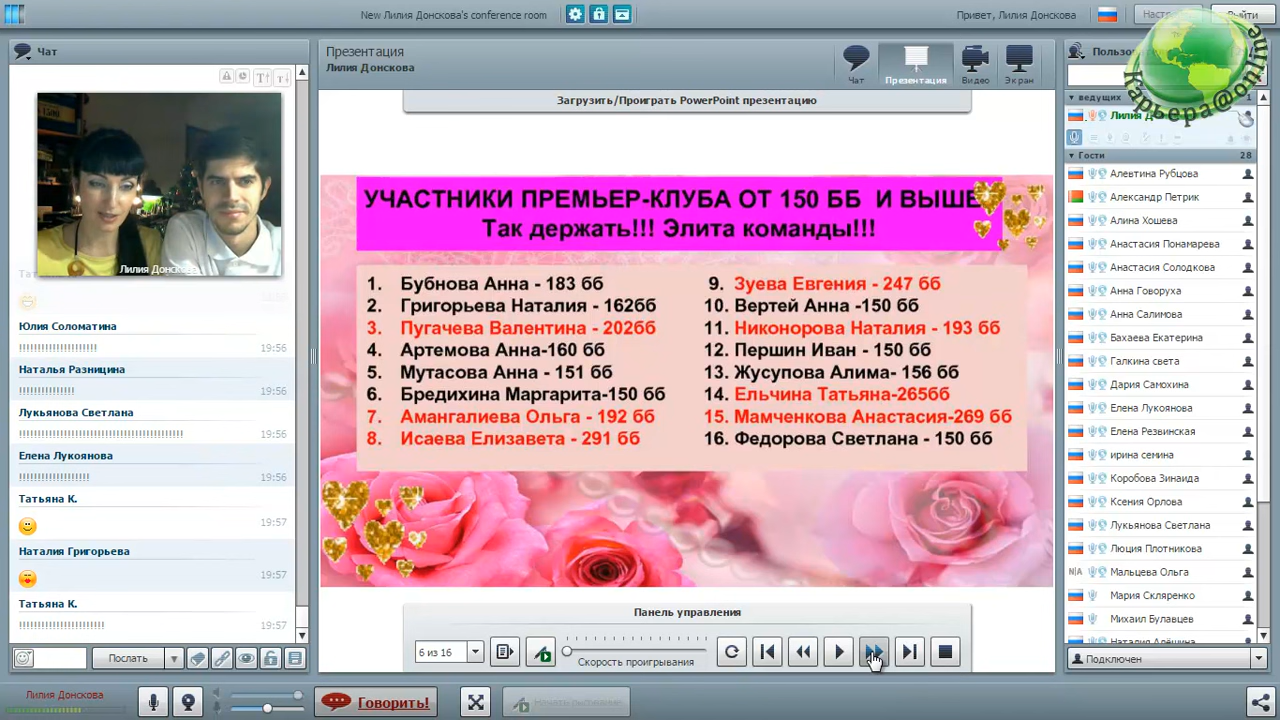 New Лилия Донскова's conference room
Привет, Лилия Донскова
Выйти
Карьера@online
Чат
Лилия Донскова
Юлия Соломатина
!!!!!!!!!!!!!!!!!!!!!
19:56
Наталья Разницина
!!!!!!!!!!!!!!!
19:56
Лукьянова Светлана
!!!!!!!!!!!!!!!!!!!!!!!!!!!!!!!!!!!!!!!!!!!
19:56
Елена Лукоянова
!!!!!!!!!!!!!!!!!!!
19:56
Татьяна К.
19:57
Наталия Григорьева
19:57
Татьяна К.
!!!!!!!!!!!!!!!!!!!!!!!
19:57
Послать
Презентация
Лилия Донскова
Чат
Презентация
Видео
Экран
Загрузить/Проиграть PowerPoint презентацию
УЧАСТНИКИ ПРЕМЬЕР-КЛУБА ОТ 150 ББ И ВЫШЕ
Так держать!!! Элита команды!!!
1. Бубнова Анна - 183 бб
2. Григорьева Наталия - 162бб
3. Пугачева Валентина - 202бб
4. Артемова Анна-160 бб
5. Мутасова Анна - 151 бб
6. Бредихина Маргарита-150 бб
7. Амангалиева Ольга - 192 бб
8. Исаева Елизавета - 291 бб
9. Зуева Евгения - 247 бб
10. Вертей Анна -150 бб
11. Никонорова Наталия - 193 бб
12. Першин Иван - 150 бб
13. Жусупова Алима- 156 бб
14. Ельчина Татьяна-265бб
15. Мамченкова Анастасия-269 бб
16. Федорова Светлана - 150 бб
Панель управления
6 из 16
Скорость проигрывания
ведущих
1
Гости
28
Алевтина Рубцова
Александр Петрик
Алина Хошева
Анастасия Понамарева
Анастасия Солодкова
Анна Говоруха
Анна Салимова
Бахаева Екатерина
Галкина света
Дария Самохина
Елена Лукоянова
Елена Резвинская
ирина семина
Коробова Зинаида
Ксения Орлова
Лукьянова Светлана
Люция Плотникова
N/A Мальцева Ольга
Мария Скляренко
Михаил Булавцев
Подключен
Лилия Донскова
Говорить!